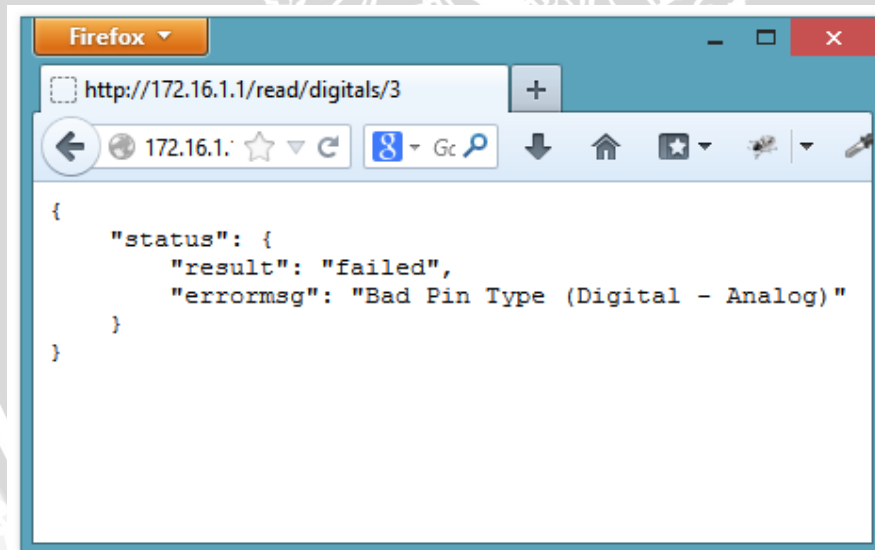 Firefox
http://172.16.1.1/read/digitals/3
172.16.1.
{
"status": {
"result": "failed",
"errormsg": "Bad Pin Type (Digital - Analog)"
}
}